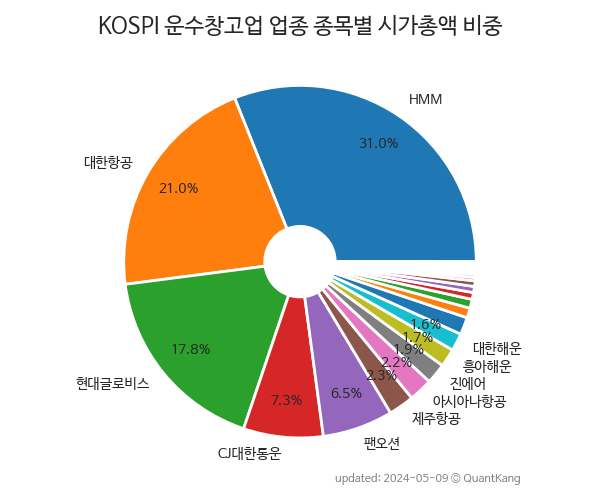 KOSPI 운수창고업 업종 종목별 시가총액 비중
HMM
31.0%
대한항공
21.0%
현대글로비스
17.8%
CJ대한통운
7.3%
팬오션
6.5%
제주항공
2.3%
아시아나항공
2.2%
진에어
1.9%
흥아해운
1.7%
대한해운
1.6%
updated: 2024-05-09 © QuantKang